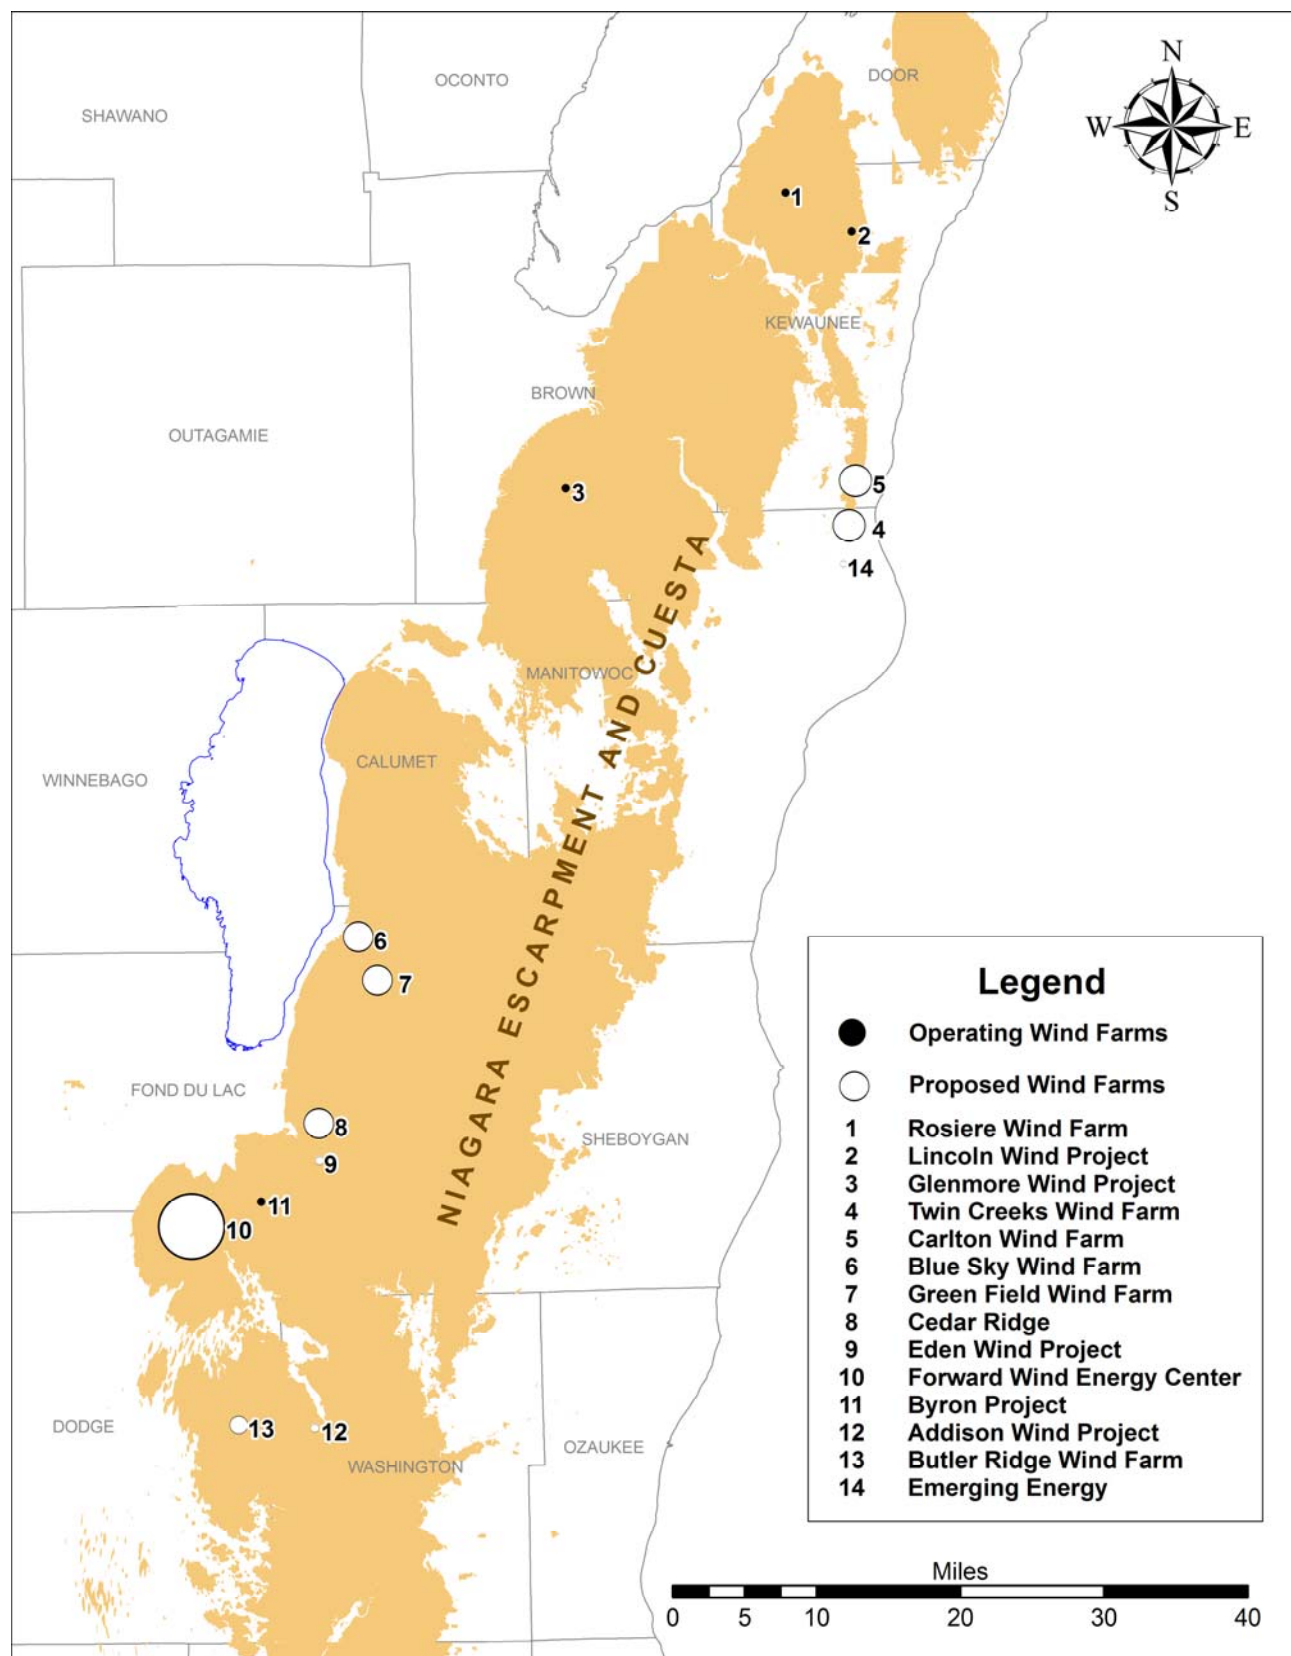 OCONTO
DOOR
SHAWANO
N
W
E
S
1
2
KEWAUNEE
BROWN
OUTAGAMIE
3
5
4
14
NIAGARA ESCARPMENT AND CUESTA
MANITOWOC
CALUMET
WINNEBAGO
6
7
FOND DU LAC
8
SHEBOYGAN
9
11
10
DODGE
13
12
WASHINGTON
OZAUKEE
Legend
Operating Wind Farms
Proposed Wind Farms
1 Rosiere Wind Farm
2 Lincoln Wind Project
3 Glenmore Wind Project
4 Twin Creeks Wind Farm
5 Carlton Wind Farm
6 Blue Sky Wind Farm
7 Green Field Wind Farm
8 Cedar Ridge
9 Eden Wind Project
10 Forward Wind Energy Center
11 Byron Project
12 Addison Wind Project
13 Butler Ridge Wind Farm
14 Emerging Energy
Miles
0 5 10 20 30 40